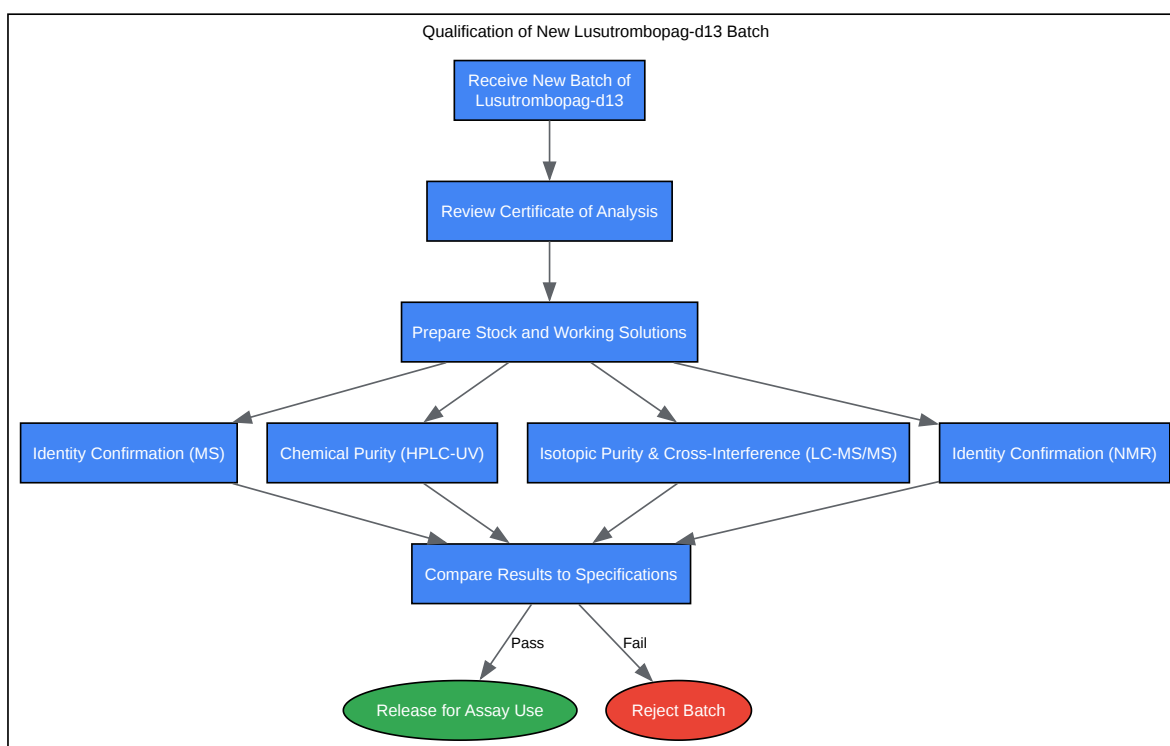 Qualification of New Lusutrombopag-d13 Batch
Receive New Batch of
Lusutrombopag-d13
Review Certificate of Analysis
Prepare Stock and Working Solutions
Identity Confirmation (MS)
Chemical Purity (HPLC-UV)
Isotopic Purity & Cross-Interference (LC-MS/MS)
Identity Confirmation (NMR)
Compare Results to Specifications
Pass
Fail
Release for Assay Use
Reject Batch